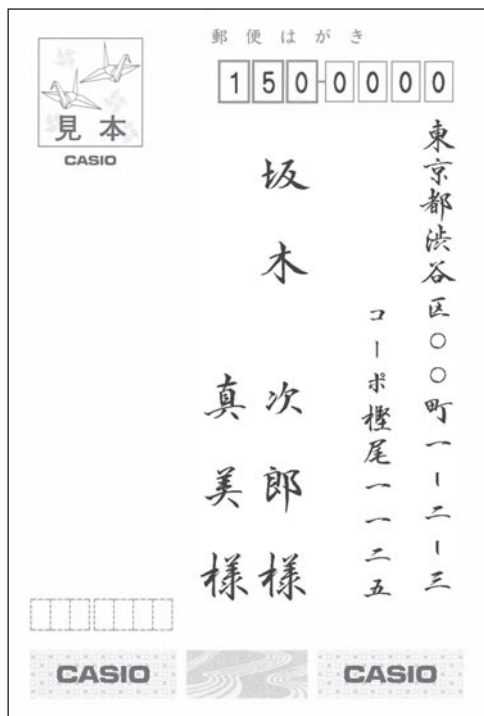 郵便はがき
150-0000
見本
CASIO
東京都渋谷区○○町一ー二ー三
コーポ樫尾一一二五
坂木 次郎様
真美様
CASIO
CASIO